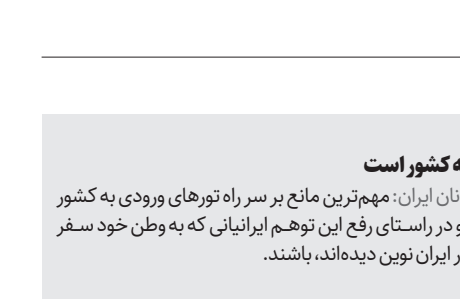 ه کشور است
نان ایران: مهم‌ترین مانع بر سر راه تورهای ورودی به کشور
و در راستای رفع این توهم ایرانیانی که به وطن خود سفر
ر ایران نوین دیده‌اند، باشند.